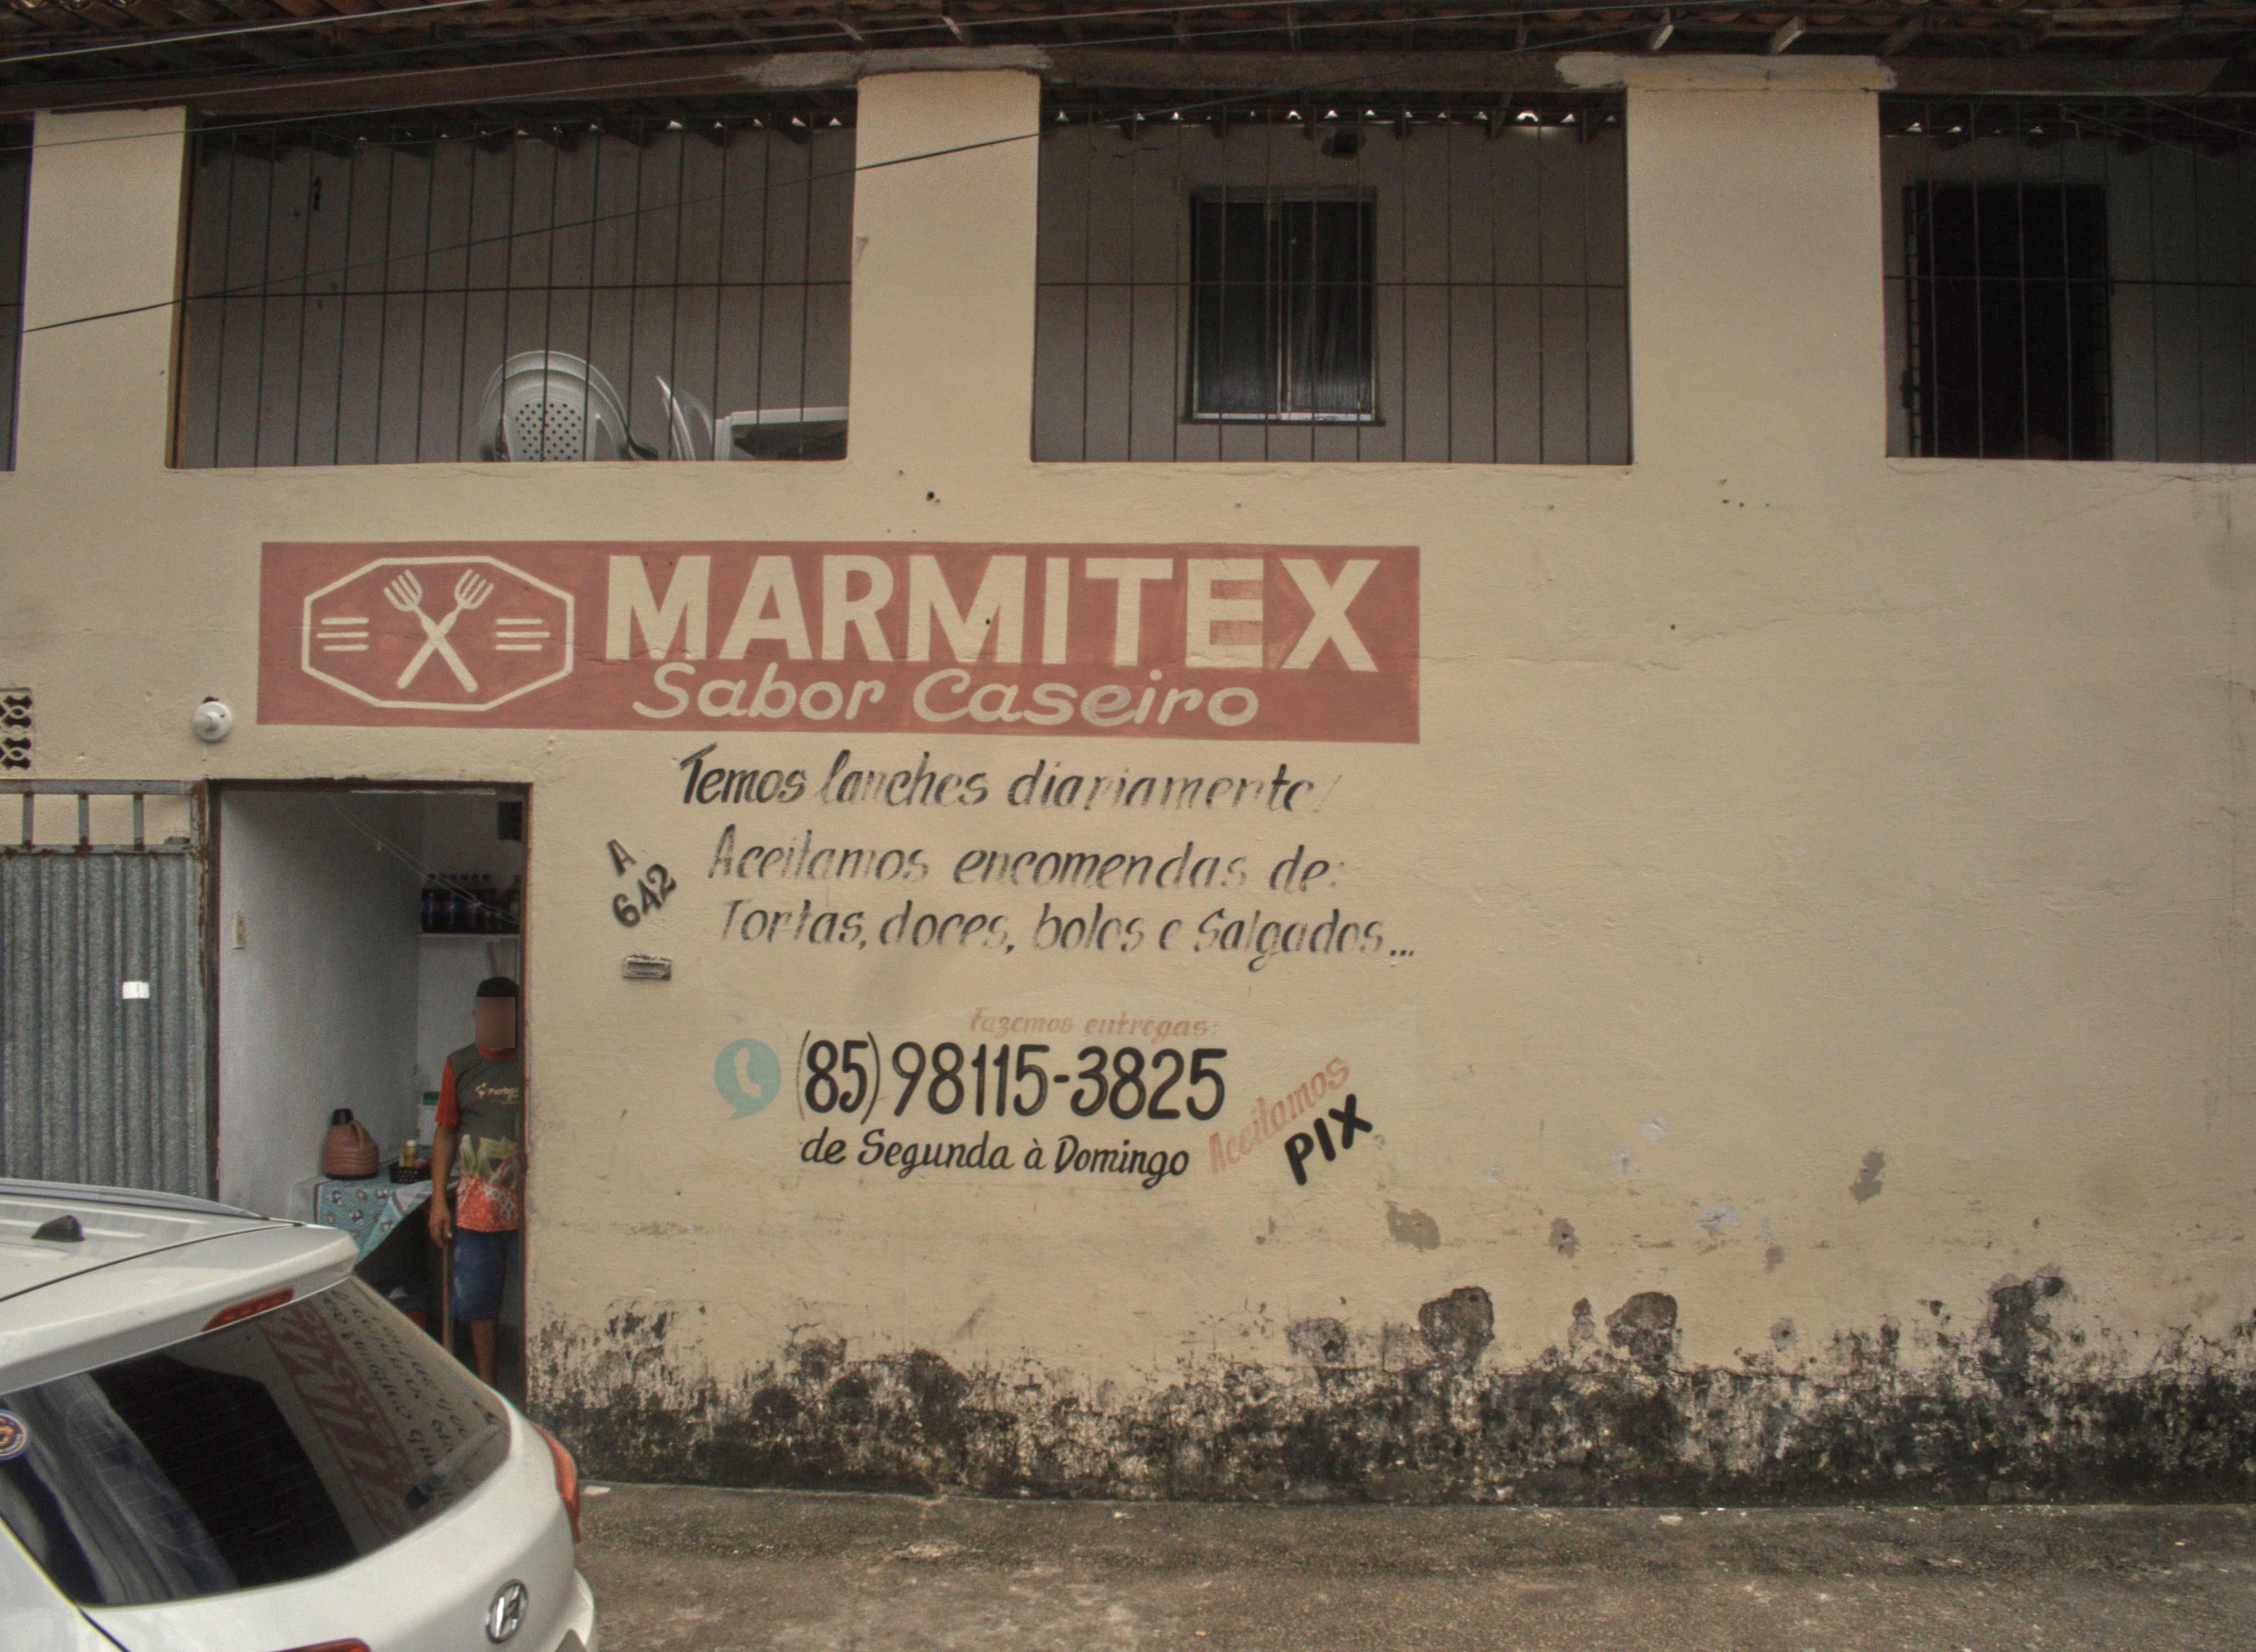 MARMITEX
Sabor Caseiro
Temos lanches diariamente!
Aceitamos encomendas de:
Tortas, doces, bolos e Salgados...
A
642
Fazemos entregas:
(85) 98115-3825
de Segunda à Domingo
Aceitamos
PIX